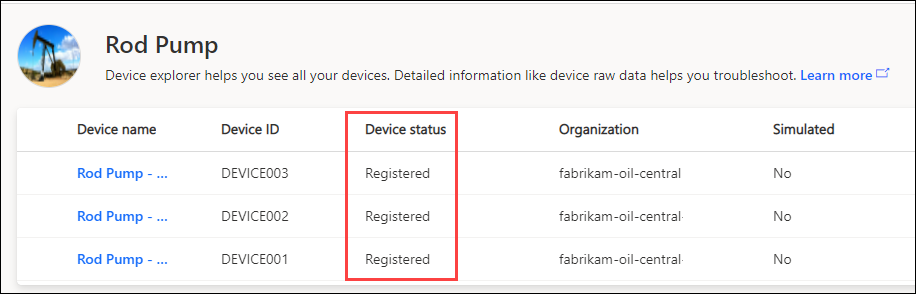 Rod Pump
Device explorer helps you see all your devices. Detailed information like device raw data helps you troubleshoot. Learn more
Device name Device ID Device status Organization Simulated
Rod Pump - ... DEVICE003 Registered fabrikam-oil-central No
Rod Pump - ... DEVICE002 Registered fabrikam-oil-central- No
Rod Pump - ... DEVICE001 Registered fabrikam-oil-central- No